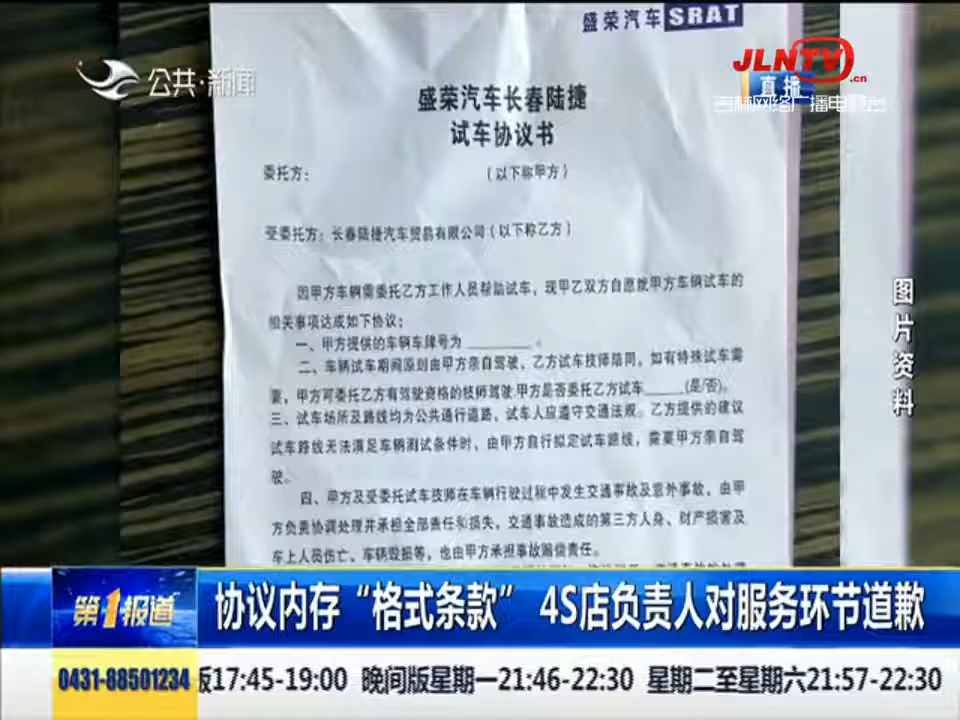 盛荣汽车 SRAT
JLNTV.cn
公共·新闻
直播
吉林网络广播电视台
盛荣汽车长春陆捷
试车协议书
委托方: (以下称甲方)
受委托方:长春陆捷汽车贸易有限公司(以下称乙方)
因甲方车辆需委托乙方工作人员帮助试车,现甲乙双方自愿就甲方车辆试车的
相关事项达成如下协议:
一、甲方提供的车辆车牌号为 ________。
二、车辆试车期间原则由甲方亲自驾驶,乙方试车技师陪同,如有特殊试车需
要,甲方可委托乙方有驾驶资格的技师驾驶.甲方是否委托乙方试车_____(是/否)。
三、试车场所及路线均为公共通行道路,试车人应遵守交通法规。乙方提供的建议
试车路线无法满足车辆测试条件时,由甲方自行拟定试车路线,需要甲方亲自驾
驶。
四、甲方及受委托试车技师在车辆行驶过程中发生交通事故及意外事故,由甲
方负责协调处理并承担全部责任和损失,交通事故造成的第三方人身、财产损害及
车上人员伤亡、车辆毁损等,也由甲方承担事故赔偿责任。
图片资料
第1报道
协议内存“格式条款” 4S店负责人对服务环节道歉
0431-88501234 版17:45-19:00 晚间版星期一21:46-22:30 星期二至星期六21:57-22:30